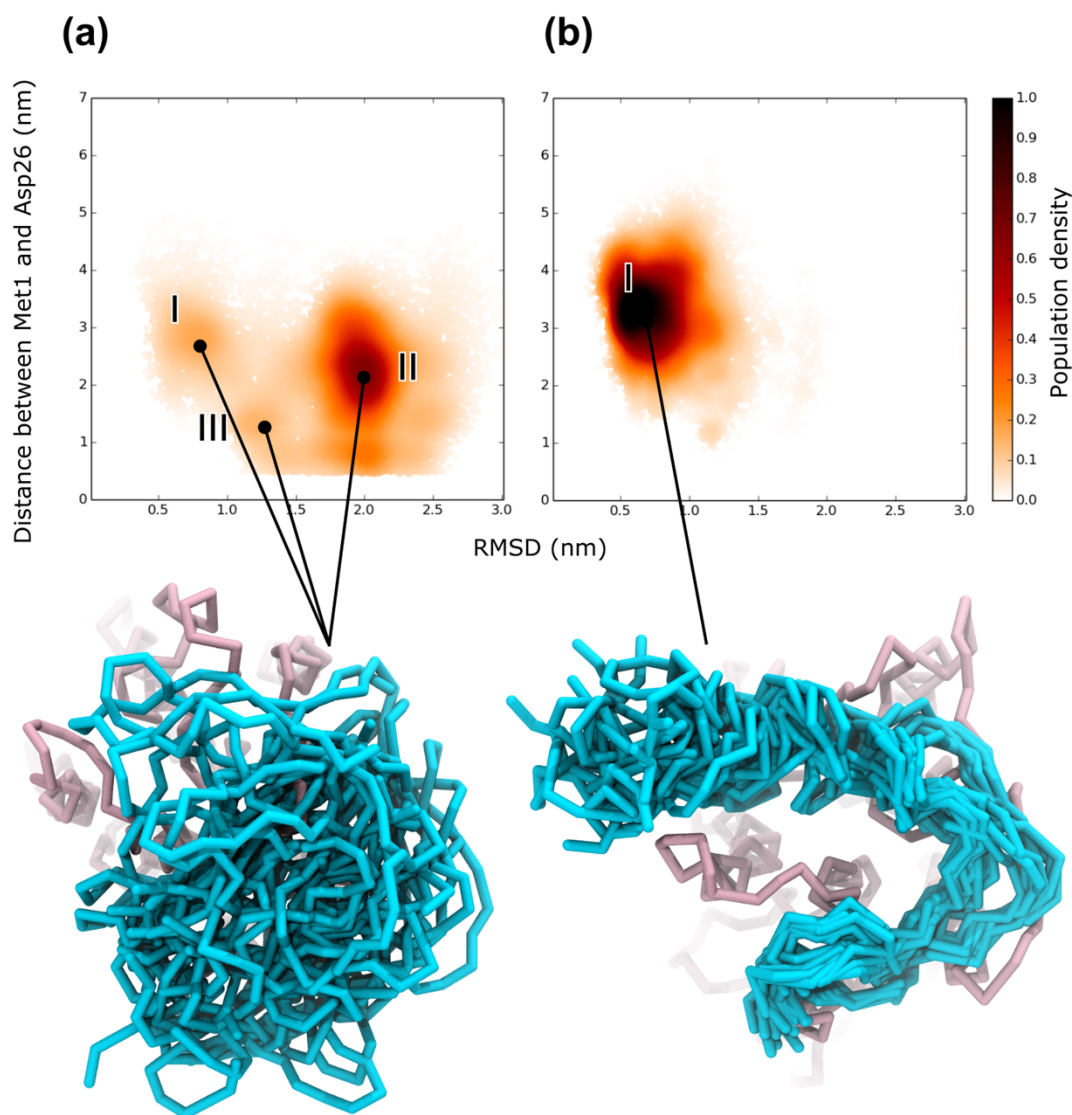 (a)
(b)
Distance between Met1 and Asp26 (nm)
7
6
5
4
3
2
1
0
0.5 1.0 1.5 2.0 2.5 3.0
I
II
III
7
6
5
4
3
2
1
0
0.5 1.0 1.5 2.0 2.5 3.0
I
1.0
0.9
0.8
0.7
0.6
0.5
0.4
0.3
0.2
0.1
0.0
Population density
RMSD (nm)